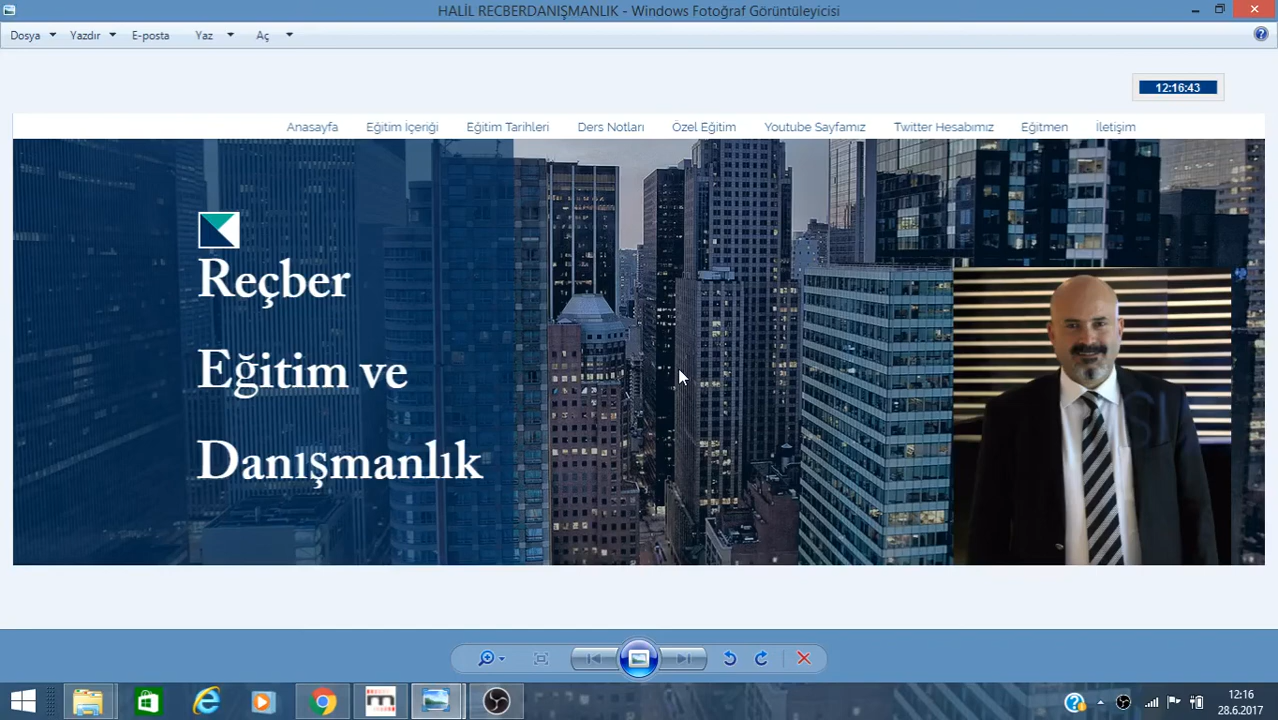 HALİL RECBERDANIŞMANLIK - Windows Fotoğraf Görüntüleyicisi
Dosya Yazdır E-posta Yaz Aç
12:16:43
Anasayfa Eğitim İçeriği Eğitim Tarihleri Ders Notları Özel Eğitim Youtube Sayfamız Twitter Hesabımız Eğitmen İletişim
Reçber
Eğitim ve
Danışmanlık
12:16
28.6.2017